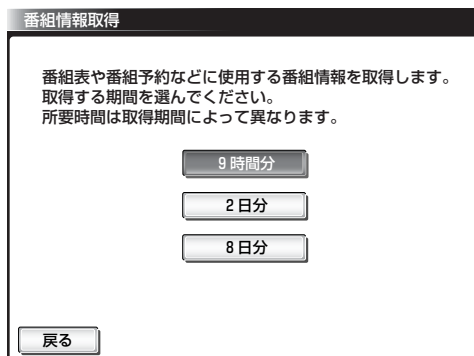 番組情報取得
番組表や番組予約などに使用する番組情報を取得します。
取得する期間を選んでください。
所要時間は取得期間によって異なります。
9時間分
2日分
8日分
戻る